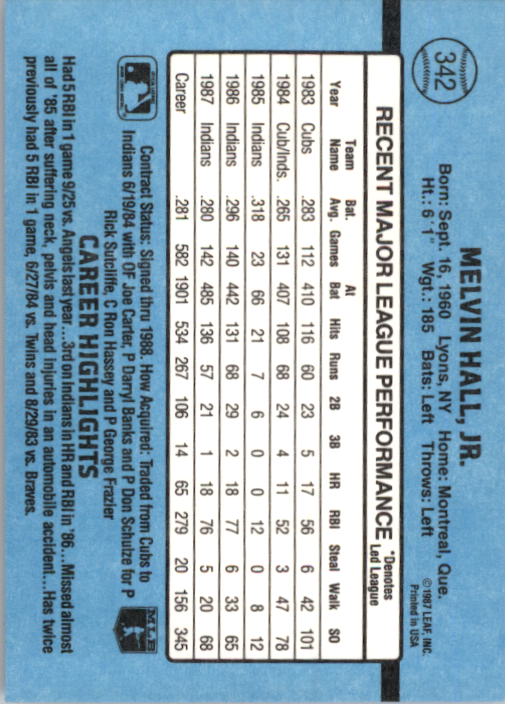 342
MELVIN HALL, JR.
Born: Sept. 16, 1960 Lyons, NY Home: Montreal, Que.
Ht.: 6'1" Wgt.: 185 Bats: Left Throws: Left
©1987 LEAF, INC.
Printed in USA
RECENT MAJOR LEAGUE PERFORMANCE
*Denotes
Led League
Year Team Name Bat. Avg. Games At Bat Hits Runs 2B 3B HR RBI Steal Walk SO
1983 Cubs .283 112 410 116 60 23 5 17 56 6 42 101
1984 Cub/Inds. .265 131 407 108 68 24 4 11 52 3 47 78
1985 Indians .318 23 66 21 7 6 0 0 12 0 8 12
1986 Indians .296 140 442 131 68 29 2 18 77 6 33 65
1987 Indians .280 142 485 136 57 21 1 18 76 5 20 68
Career .281 582 1901 534 267 106 14 65 279 20 156 345
Contract Status: Signed thru 1988. How Acquired: Traded from Cubs to
Indians 6/19/84 with OF Joe Carter, P Darryl Banks and P Don Schulze for P
Rick Sutcliffe, C Ron Hassey and P George Frazier
MLB
CAREER HIGHLIGHTS
Had 5 RBI in 1 game 9/25 vs. Angels last year...3rd on Indians in HR and RBI in '86...Missed almost
all of '85 after suffering neck, pelvis and head injuries in an automobile accident...Has twice
previously had 5 RBI in 1 game, 6/27/84 vs. Twins and 8/29/83 vs. Braves.